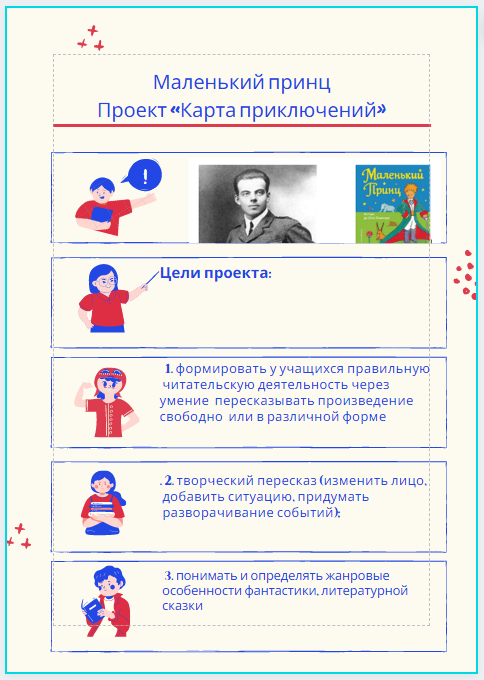 Маленький принц
Проект «Карта приключений»
!
Маленький
Принц
Цели проекта:
1. формировать у учащихся правильную
читательскую деятельность через
умение пересказывать произведение
свободно или в различной форме
. 2. творческий пересказ (изменить лицо,
добавить ситуацию, придумать
разворачивание событий);
3. понимать и определять жанровые
особенности фантастики, литературной
сказки